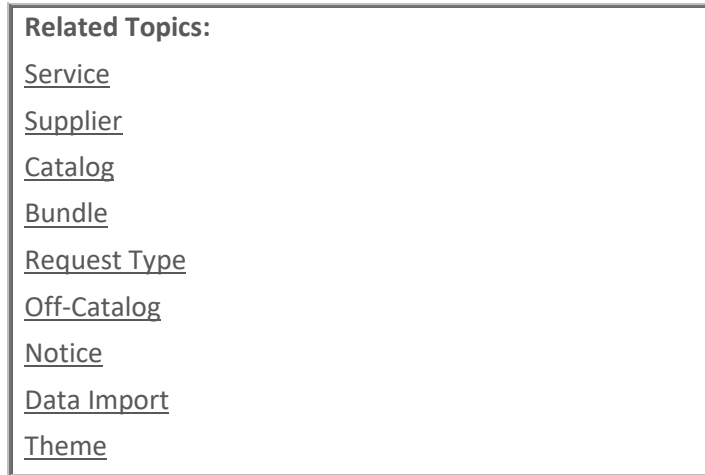 Related Topics:
Service
Supplier
Catalog
Bundle
Request Type
Off-Catalog
Notice
Data Import
Theme